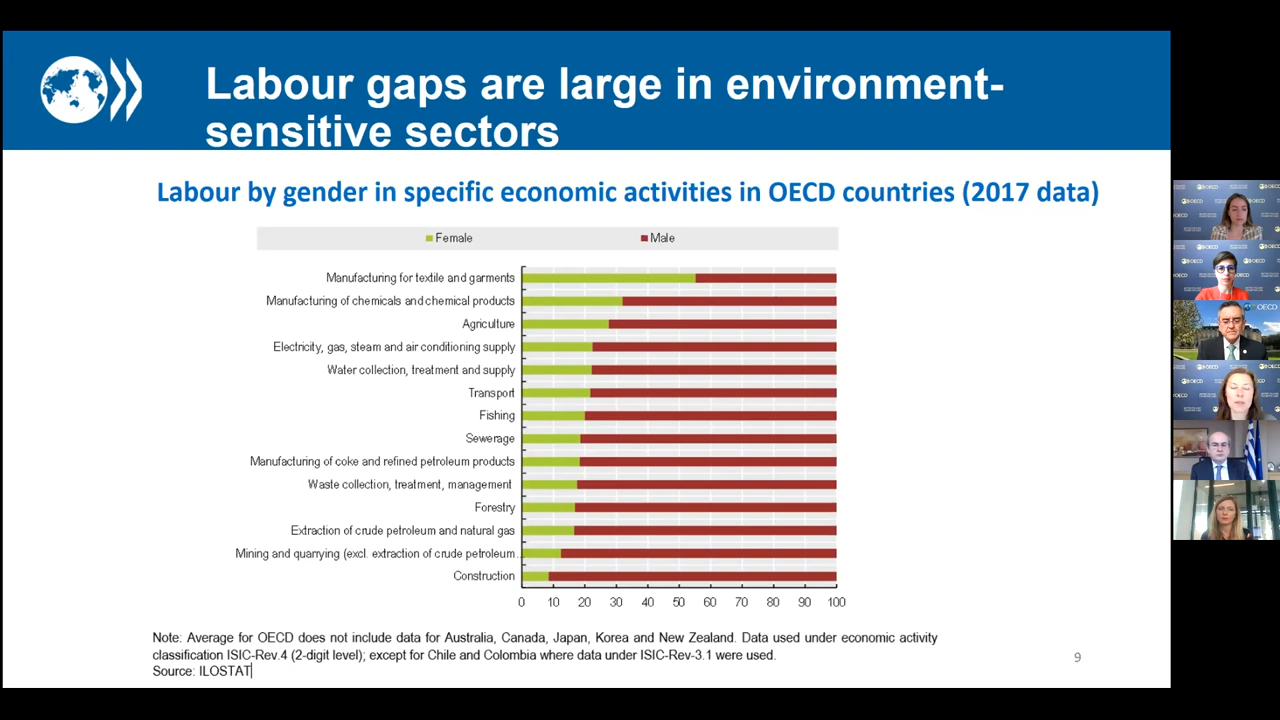 Labour gaps are large in environment-
sensitive sectors
Labour by gender in specific economic activities in OECD countries (2017 data)
Female Male
Manufacturing for textile and garments
Manufacturing of chemicals and chemical products
Agriculture
Electricity, gas, steam and air conditioning supply
Water collection, treatment and supply
Transport
Fishing
Sewerage
Manufacturing of coke and refined petroleum products
Waste collection, treatment, management
Forestry
Extraction of crude petroleum and natural gas
Mining and quarrying (excl. extraction of crude petroleum...
Construction
0 10 20 30 40 50 60 70 80 90 100
Note: Average for OECD does not include data for Australia, Canada, Japan, Korea and New Zealand. Data used under economic activity
classification ISIC-Rev.4 (2-digit level); except for Chile and Colombia where data under ISIC-Rev-3.1 were used.
Source: ILOSTAT
9
OECD